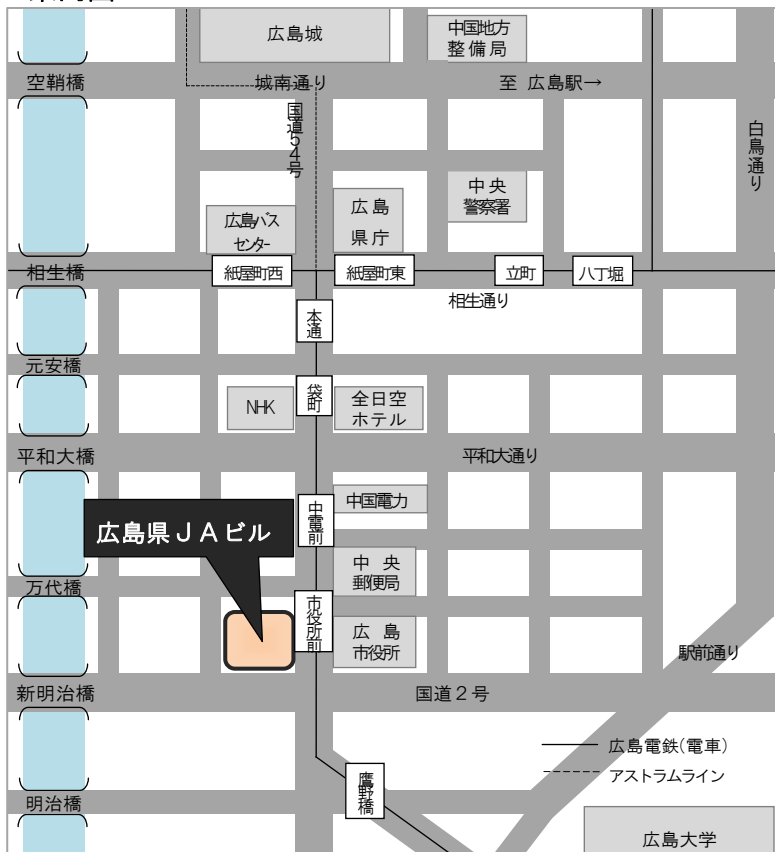 広島城
中国地方
整備局
空鞘橋
城南通り
至 広島駅→
国道54号
白鳥通り
中央
警察署
広島バス
センター
広島
県庁
相生橋
紙屋町西
紙屋町東
立町
八丁堀
相生通り
本通
元安橋
袋町
NHK
全日空
ホテル
平和大橋
平和大通り
中国電力
中電前
広島県ＪＡビル
中央
郵便局
万代橋
市役所前
広島
市役所
駅前通り
新明治橋
国道２号
広島電鉄(電車)
アストラムライン
鷹野橋
明治橋
広島大学